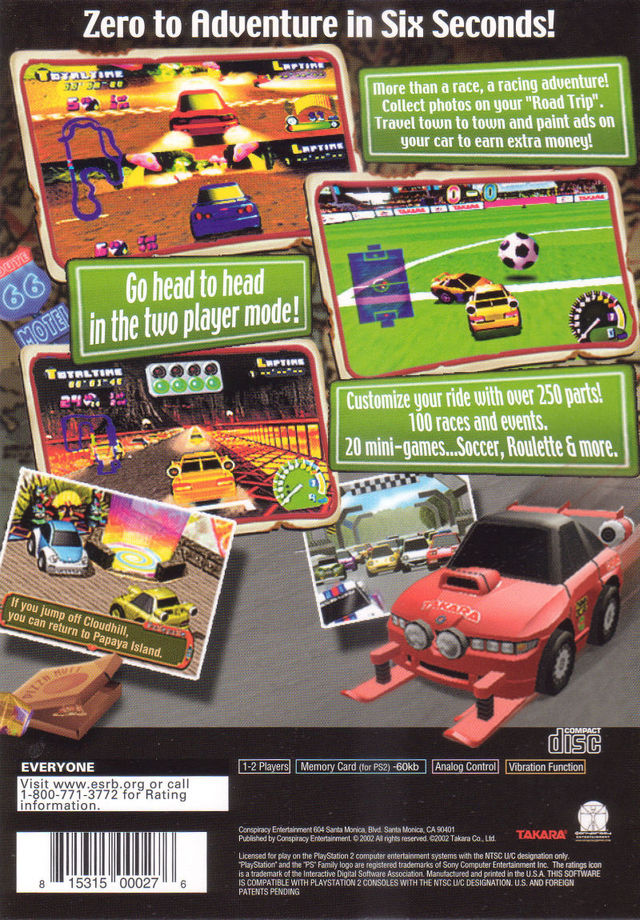 Zero to Adventure in Six Seconds!
TOTALTIME
LAPTIME
LAPTIME
More than a race, a racing adventure!
Collect photos on your "Road Trip".
Travel town to town and paint ads on
your car to earn extra money!
0 - 0
TAKARA
66
MOTEL
Go head to head
in the two player mode!
TOTALTIME
LAPTIME
Customize your ride with over 250 parts!
100 races and events.
20 mini-games...Soccer, Roulette & more.
If you jump off Cloudhill,
you can return to Papaya Island.
TAKARA
COMPACT
disc
EVERYONE
Visit www.esrb.org or call
1-800-771-3772 for Rating
information.
1-2 Players
Memory Card (for PS2) -60kb
Analog Control
Vibration Function
Conspiracy Entertainment 604 Santa Monica, Blvd. Santa Monica, CA 90401
Published by Conspiracy Entertainment. © 2002 All rights reserved. ©2002 Takara Co., Ltd.
TAKARA
Licensed for play on the PlayStation 2 computer entertainment systems with the NTSC U/C designation only.
"PlayStation" and the "PS" Family logo are registered trademarks of Sony Computer Entertainment Inc. The ratings icon
is a trademark of the Interactive Digital Software Association. Manufactured and printed in the U.S.A. THIS SOFTWARE
IS COMPATIBLE WITH PLAYSTATION 2 CONSOLES WITH THE NTSC U/C DESIGNATION. U.S. AND FOREIGN
PATENTS PENDING
8 15315 00027 6